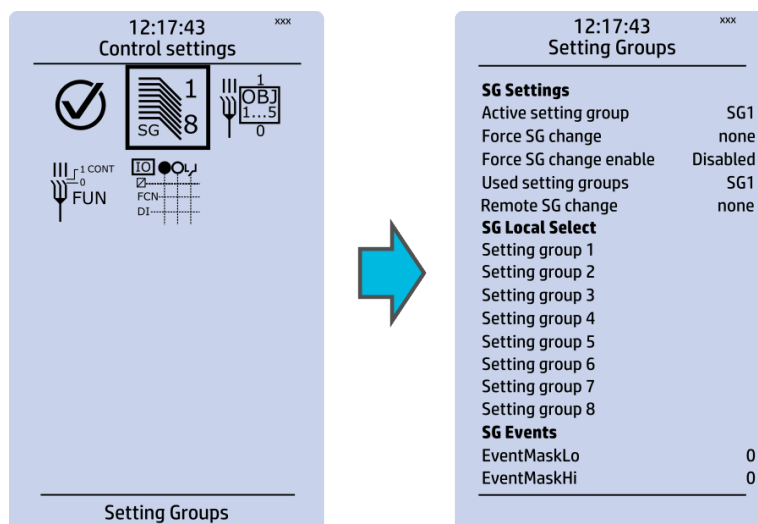 12:17:43
xxx
Control settings
SG 1 8
1
OBJ
1...5
0
1 CONT
0
FUN
IO
FCN
DI
Setting Groups
12:17:43
xxx
Setting Groups
SG Settings
Active setting group SG1
Force SG change none
Force SG change enable Disabled
Used setting groups SG1
Remote SG change none
SG Local Select
Setting group 1
Setting group 2
Setting group 3
Setting group 4
Setting group 5
Setting group 6
Setting group 7
Setting group 8
SG Events
EventMaskLo 0
EventMaskHi 0